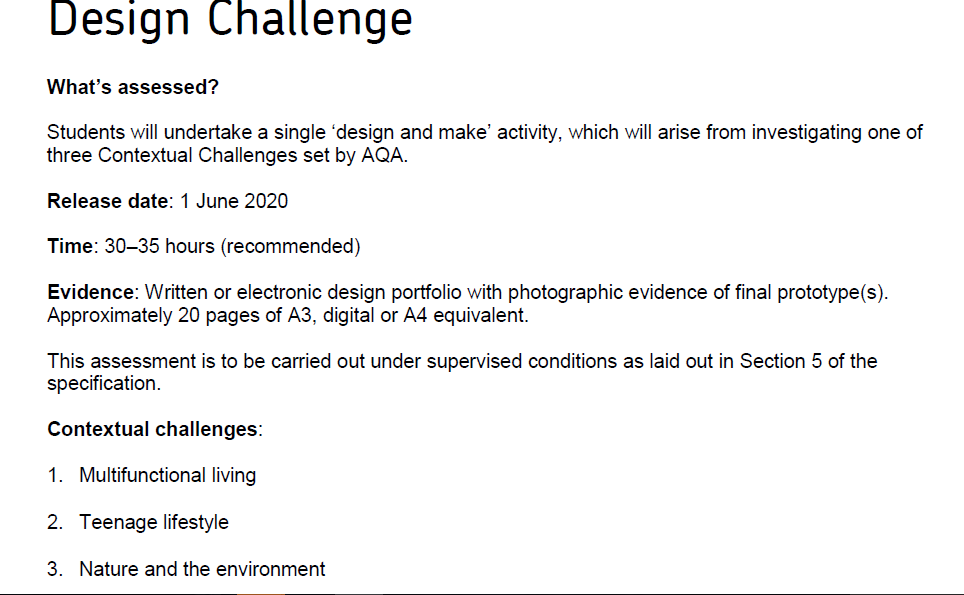 Design Challenge
What’s assessed?
Students will undertake a single ‘design and make’ activity, which will arise from investigating one of
three Contextual Challenges set by AQA.
Release date: 1 June 2020
Time: 30–35 hours (recommended)
Evidence: Written or electronic design portfolio with photographic evidence of final prototype(s).
Approximately 20 pages of A3, digital or A4 equivalent.
This assessment is to be carried out under supervised conditions as laid out in Section 5 of the
specification.
Contextual challenges:
1. Multifunctional living
2. Teenage lifestyle
3. Nature and the environment